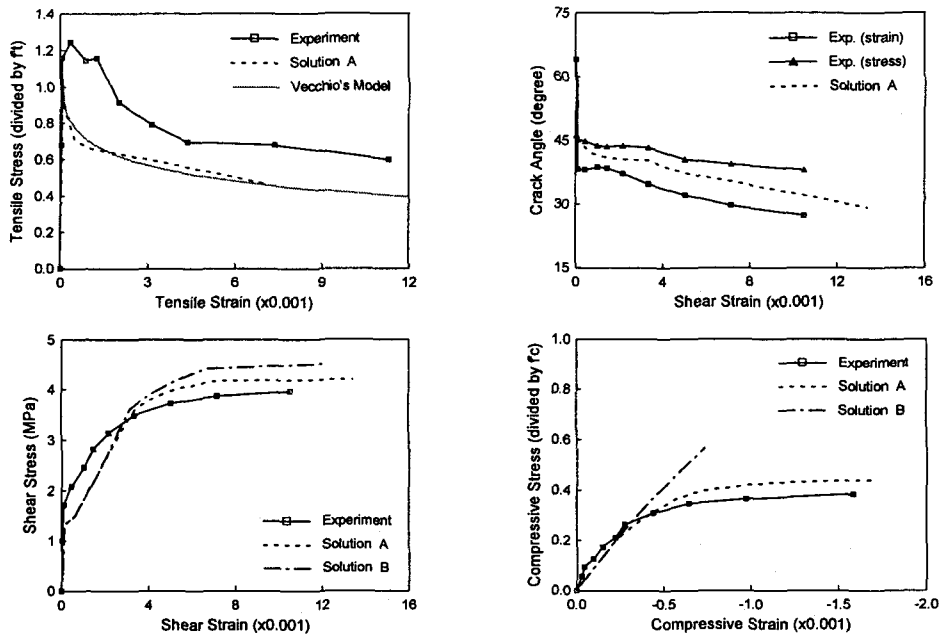 Tensile Stress (divided by f't)
1.4
1.2
1.0
0.8
0.6
0.4
0.2
0.0
Experiment
Solution A
Vecchio's Model
0 3 6 9 12
Tensile Strain (x0.001)
Crack Angle (degree)
75
60
45
30
15
Exp. (strain)
Exp. (stress)
Solution A
0 4 8 12 16
Shear Strain (x0.001)
Shear Stress (MPa)
5
4
3
2
1
0
Experiment
Solution A
Solution B
0 4 8 12 16
Shear Strain (x0.001)
Compressive Stress (divided by f'c)
1.0
0.8
0.6
0.4
0.2
0.0
Experiment
Solution A
Solution B
0.0 -0.5 -1.0 -1.5 -2.0
Compressive Strain (x0.001)